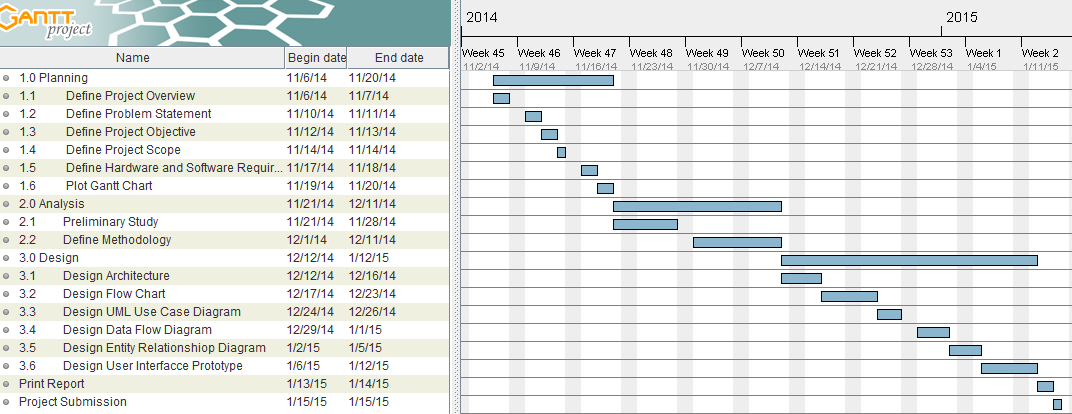 GANTT
project
2014 2015
Name Begin date End date
Week 45 Week 46 Week 47 Week 48 Week 49 Week 50 Week 51 Week 52 Week 53 Week 1 Week 2
11/2/14 11/9/14 11/16/14 11/23/14 11/30/14 12/7/14 12/14/14 12/21/14 12/28/14 1/4/15 1/11/15
1.0 Planning 11/6/14 11/20/14
1.1 Define Project Overview 11/6/14 11/7/14
1.2 Define Problem Statement 11/10/14 11/11/14
1.3 Define Project Objective 11/12/14 11/13/14
1.4 Define Project Scope 11/14/14 11/14/14
1.5 Define Hardware and Software Requir... 11/17/14 11/18/14
1.6 Plot Gantt Chart 11/19/14 11/20/14
2.0 Analysis 11/21/14 12/11/14
2.1 Preliminary Study 11/21/14 11/28/14
2.2 Define Methodology 12/1/14 12/11/14
3.0 Design 12/12/14 1/12/15
3.1 Design Architecture 12/12/14 12/16/14
3.2 Design Flow Chart 12/17/14 12/23/14
3.3 Design UML Use Case Diagram 12/24/14 12/26/14
3.4 Design Data Flow Diagram 12/29/14 1/1/15
3.5 Design Entity Relationshiop Diagram 1/2/15 1/5/15
3.6 Design User Interfacce Prototype 1/6/15 1/12/15
Print Report 1/13/15 1/14/15
Project Submission 1/15/15 1/15/15